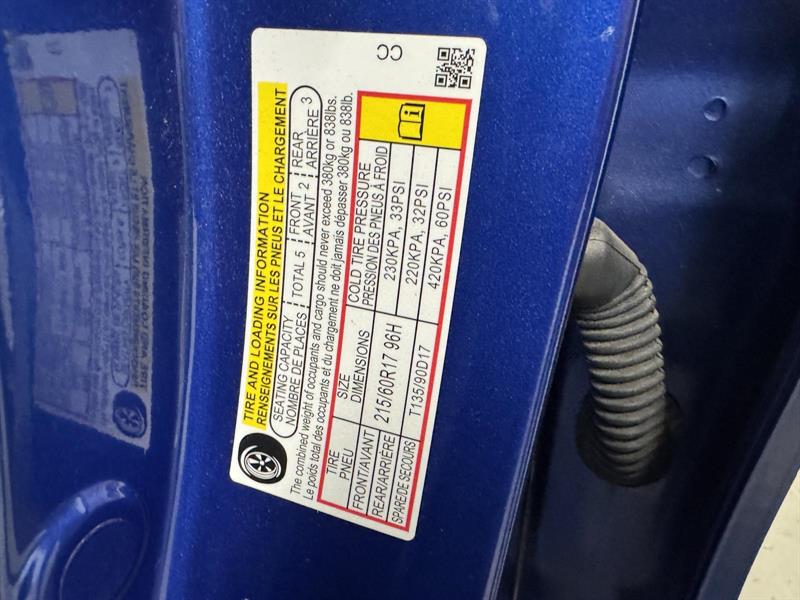 CC
TIRE AND LOADING INFORMATION
RENSEIGNEMENTS SUR LES PNEUS ET LE CHARGEMENT
SEATING CAPACITY TOTAL 5 FRONT 2 REAR 3
NOMBRE DE PLACES AVANT ARRIÈRE
The combined weight of occupants and cargo should never exceed 380kg or 838lbs.
Le poids total des occupants et du chargement ne doit jamais dépasser 380kg ou 838lb.
TIRE SIZE COLD TIRE PRESSURE
PNEU DIMENSIONS PRESSION DES PNEUS À FROID
FRONT/AVANT 215/60R17 96H 230KPA, 33PSI
REAR/ARRIÈRE 220KPA, 32PSI
SPARE/DE SECOURS T135/90D17 420KPA, 60PSI